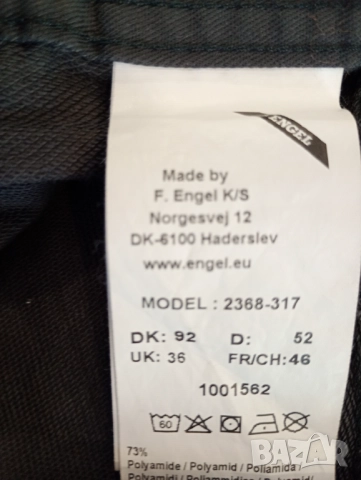 ENGEL
Made by
F. Engel K/S
Norgesvej 12
DK-6100 Haderslev
www.engel.eu
MODEL : 2368-317
DK: 92 D: 52
UK: 36 FR/CH: 46
1001562
60
73%
Polyamide / Polyamid / Poliamida /
BAZAR